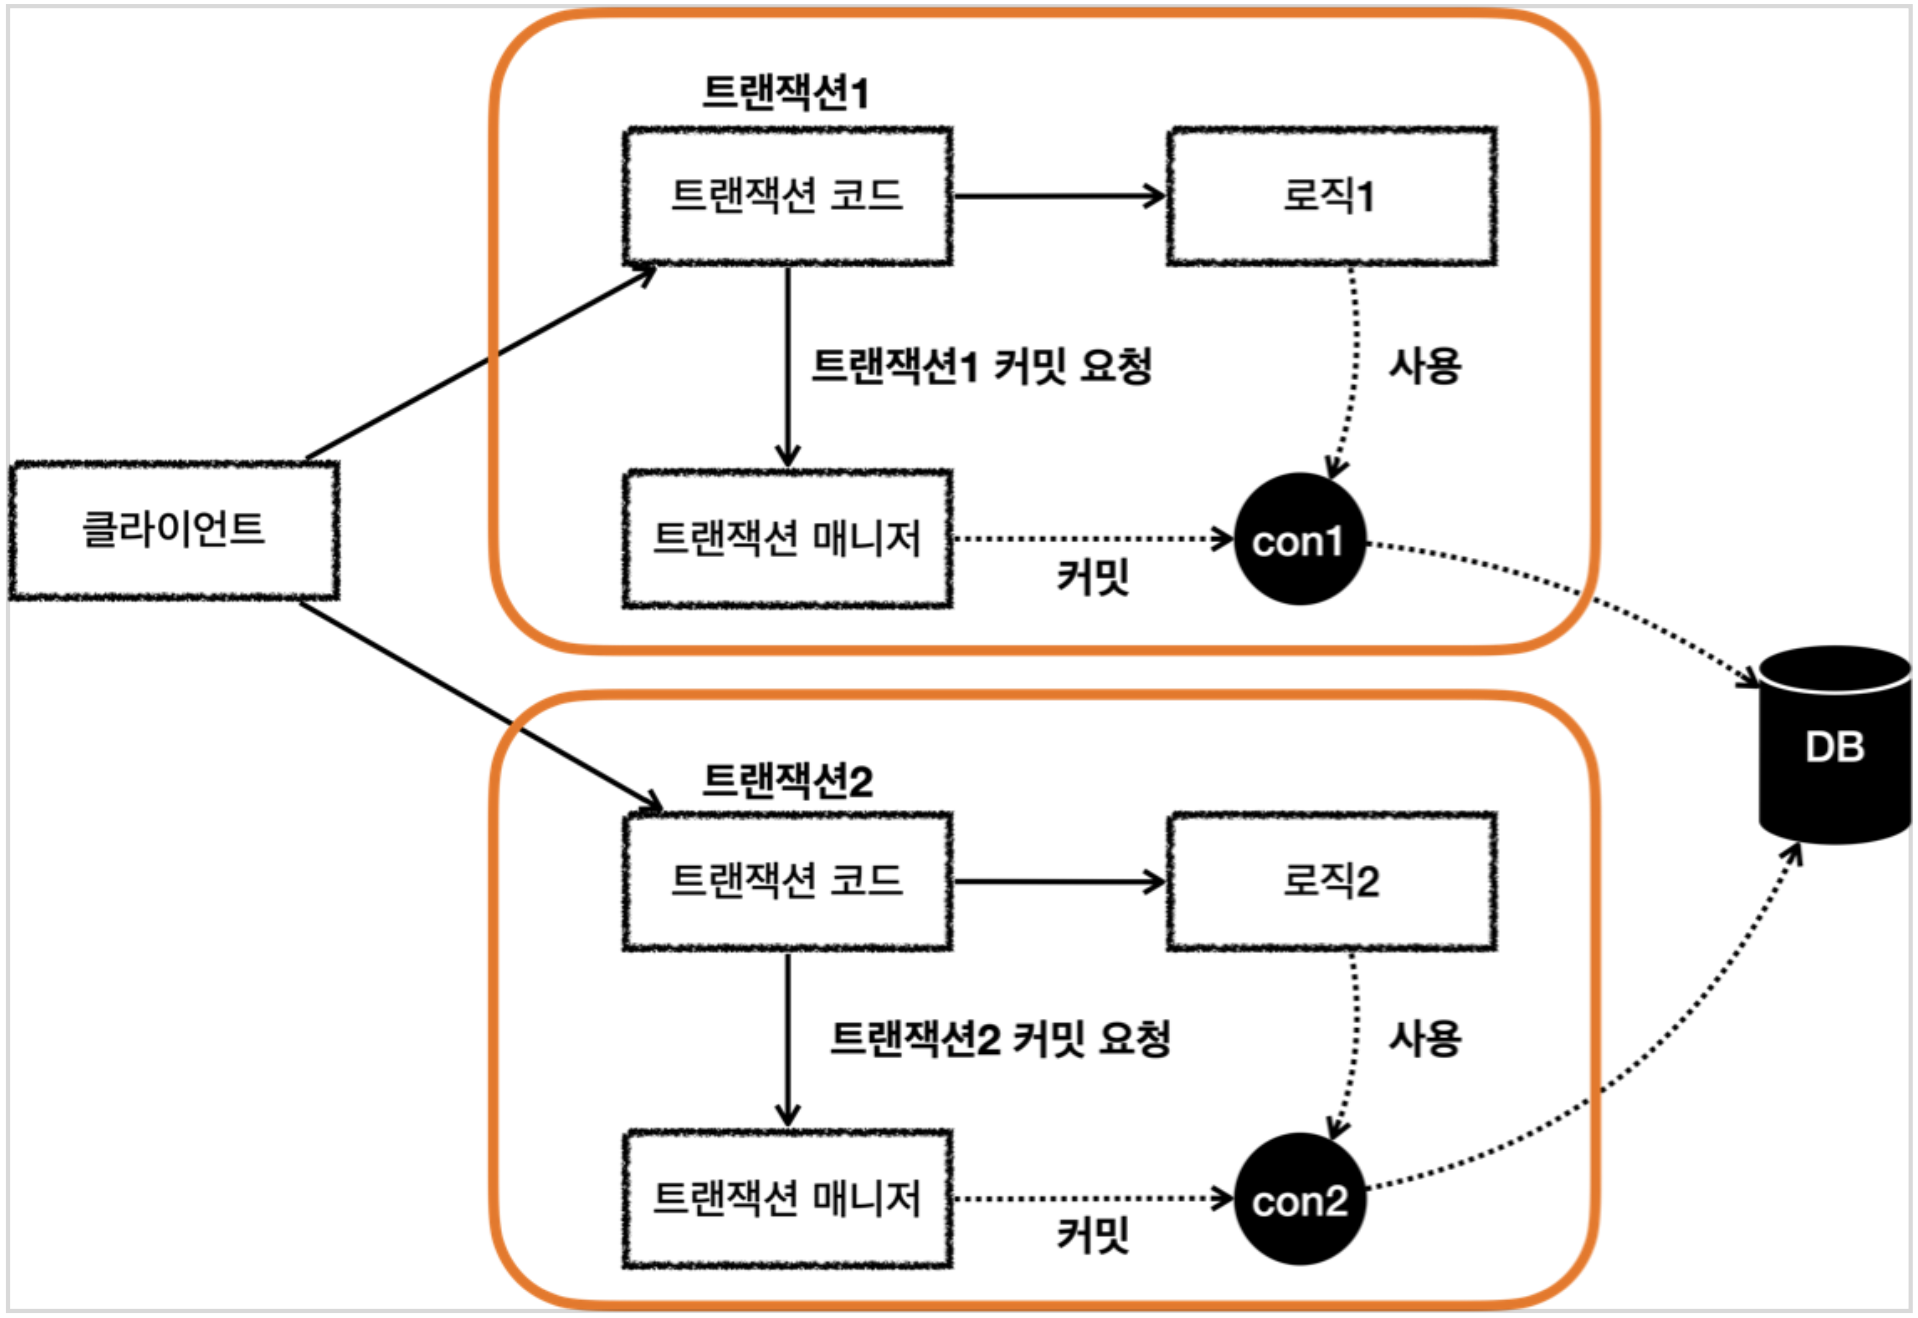 트랜잭션1
트랜잭션 코드
로직1
트랜잭션1 커밋 요청
사용
클라이언트
트랜잭션 매니저
커밋
con1
DB
트랜잭션2
트랜잭션 코드
로직2
트랜잭션2 커밋 요청
사용
트랜잭션 매니저
커밋
con2